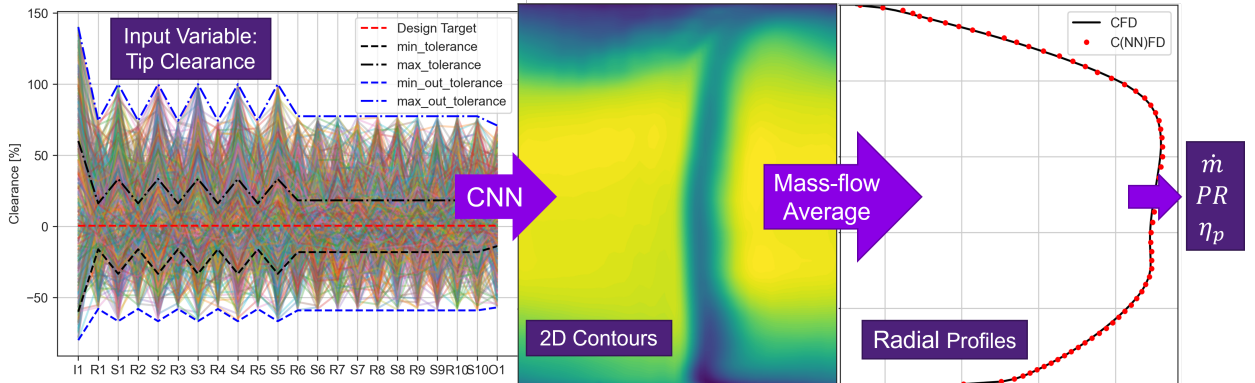 150
100
50
0
−50
Clearance [%]
Input Variable:
Tip Clearance
Design Target
min_tolerance
max_tolerance
min_out_tolerance
max_out_tolerance
I1 R1 S1 R2 S2 R3 S3 R4 S4 R5 S5 R6 S6 R7 S7 R8 S8 R9 S9 R10 S10 O1
CNN
2D Contours
Mass-flow
Average
CFD
C(NN)FD
Radial Profiles
ṁ
PR
ηₚ